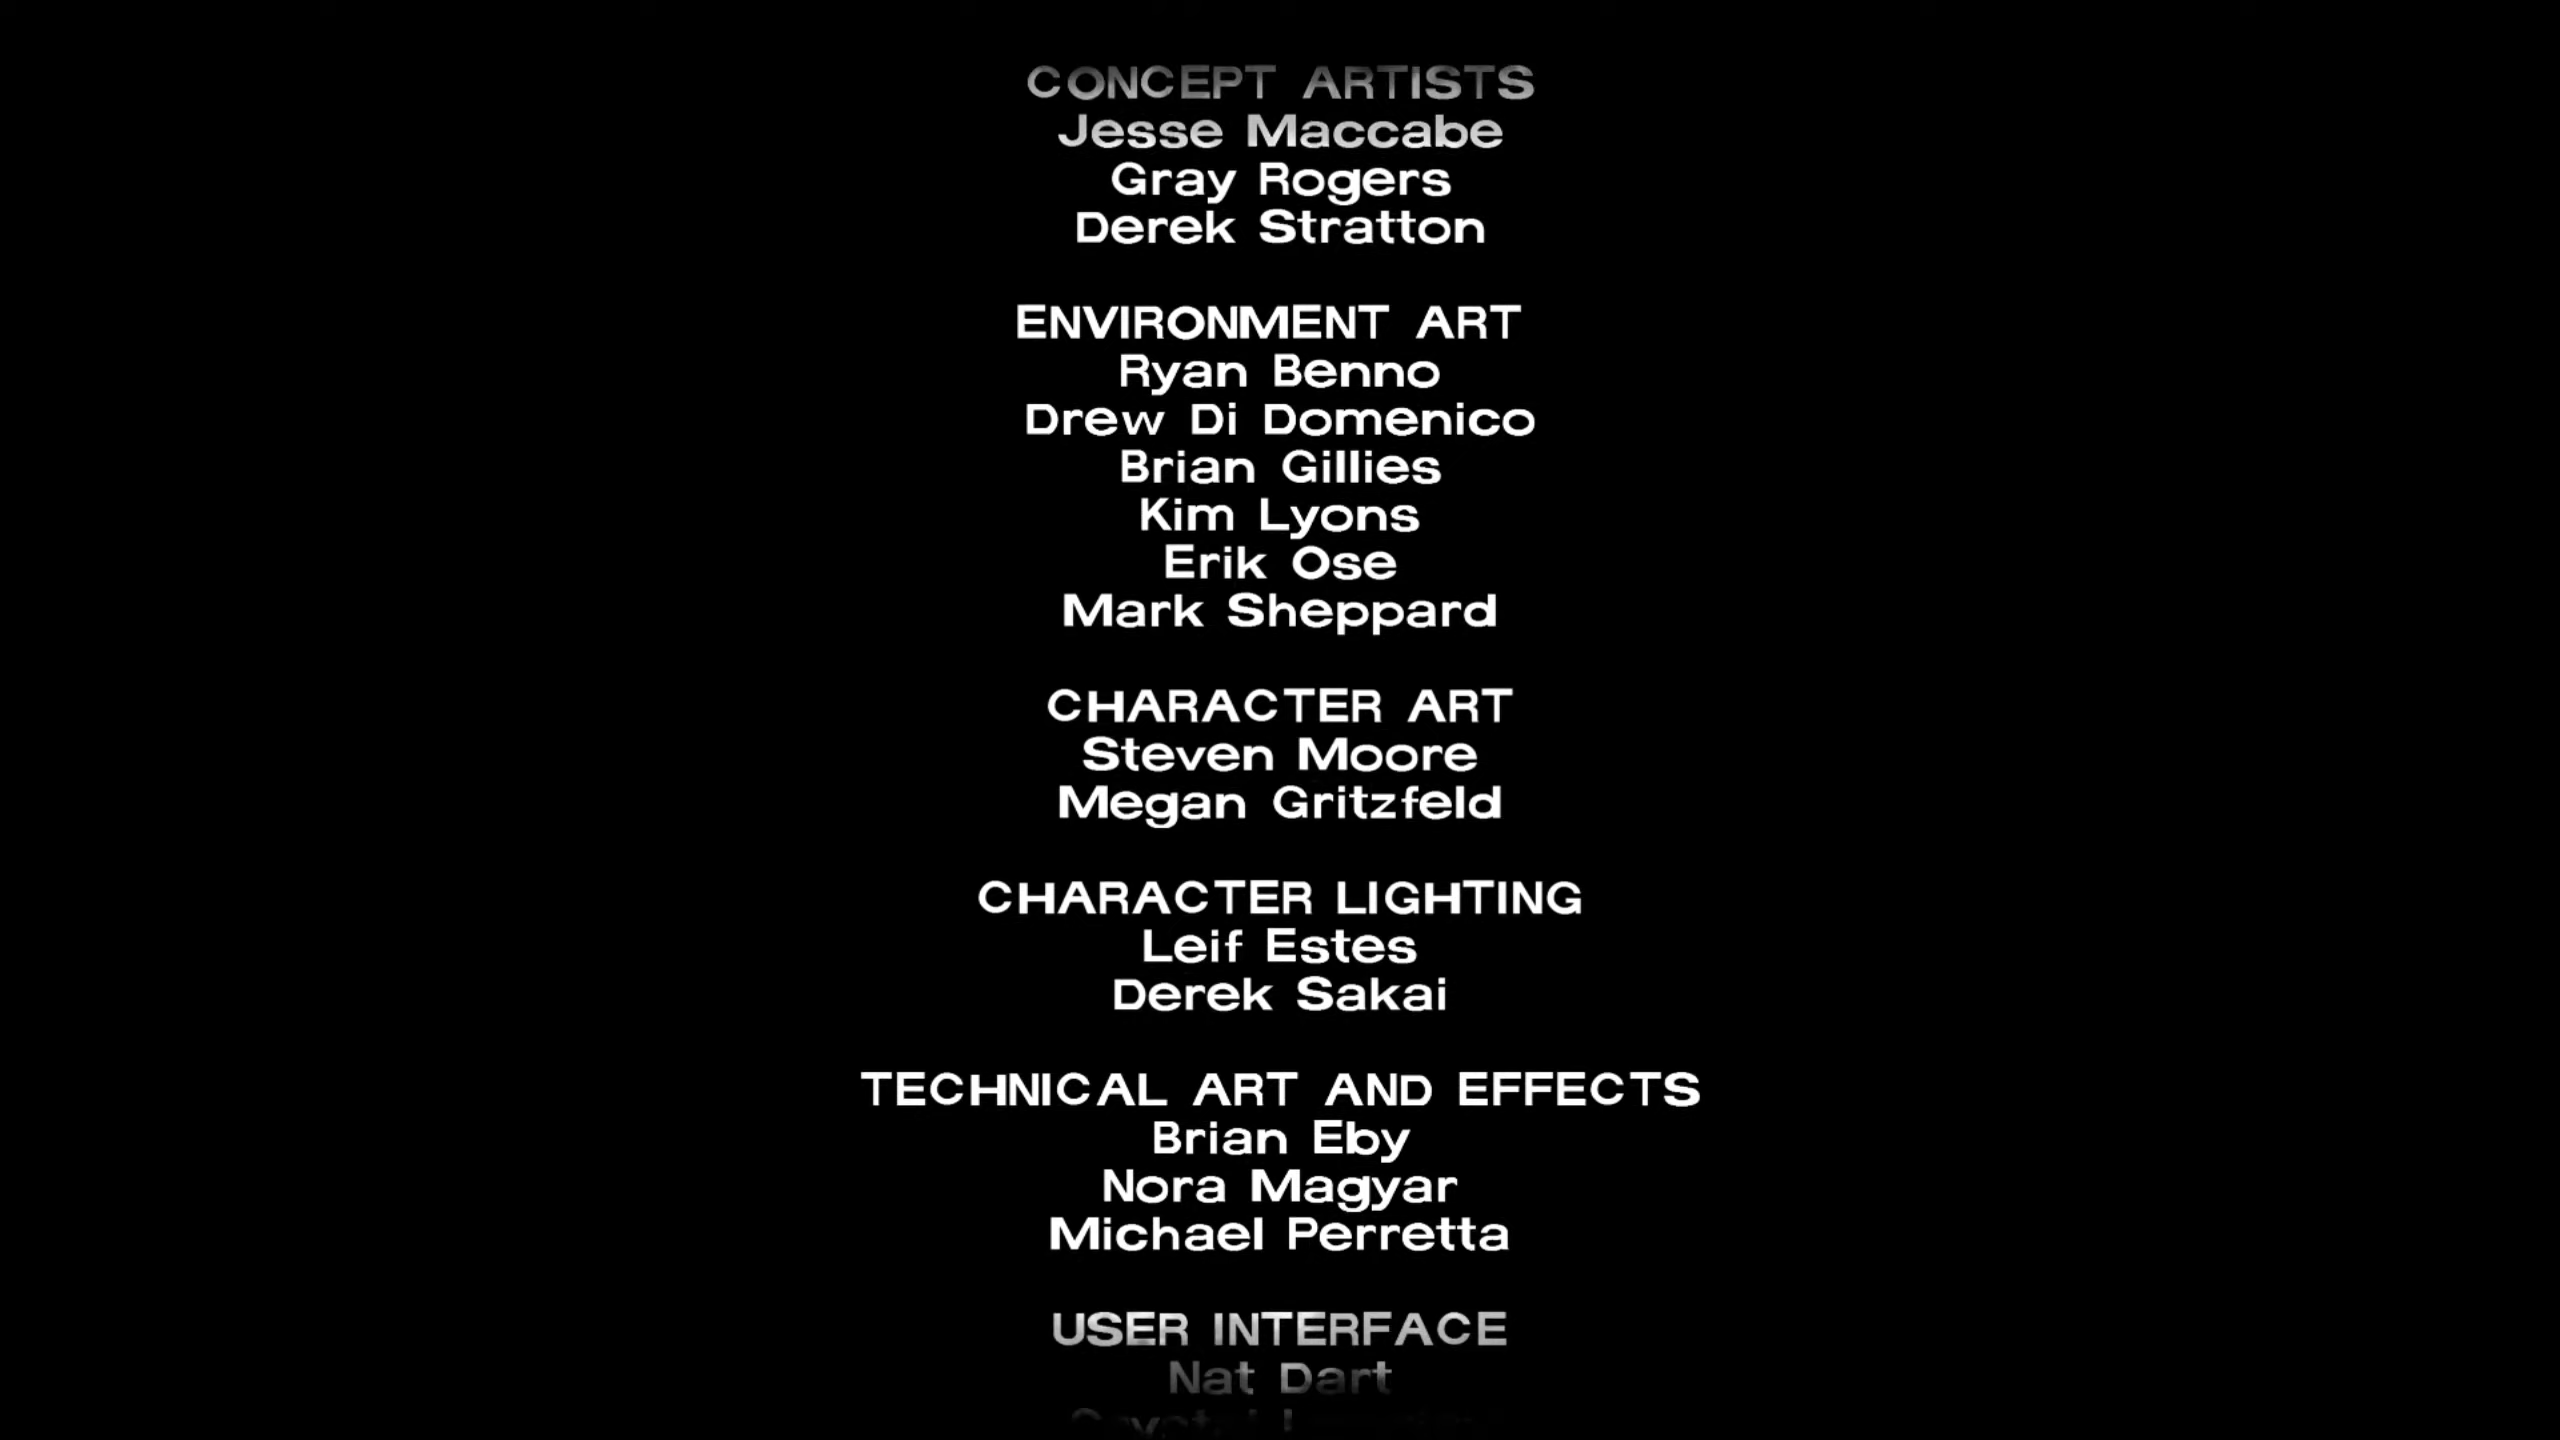 CONCEPT ARTISTS
Jesse Maccabe
Gray Rogers
Derek Stratton
ENVIRONMENT ART
Ryan Benno
Drew Di Domenico
Brian Gillies
Kim Lyons
Erik Ose
Mark Sheppard
CHARACTER ART
Steven Moore
Megan Gritzfeld
CHARACTER LIGHTING
Leif Estes
Derek Sakai
TECHNICAL ART AND EFFECTS
Brian Eby
Nora Magyar
Michael Perretta
USER INTERFACE
Nat Dart